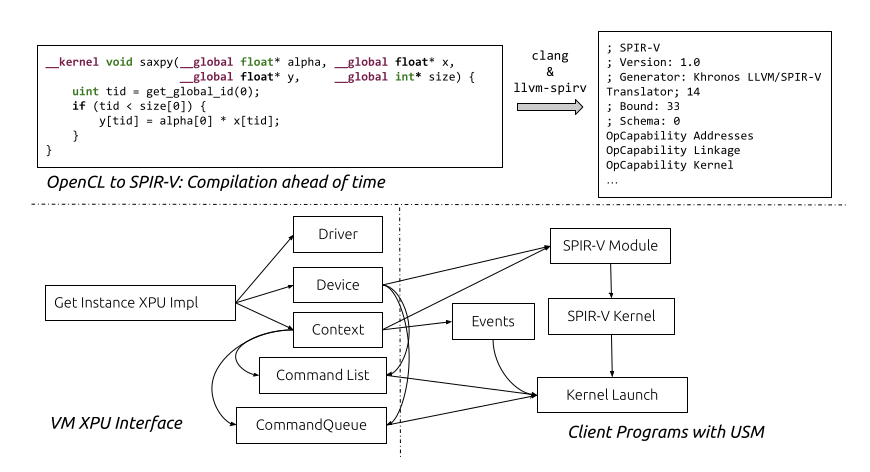 __kernel void saxpy(__global float* alpha, __global float* x,
__global float* y, __global int* size) {
uint tid = get_global_id(0);
if (tid < size[0]) {
y[tid] = alpha[0] * x[tid];
}
}
OpenCL to SPIR-V: Compilation ahead of time
clang
&
llvm-spirv
; SPIR-V
; Version: 1.0
; Generator: Khronos LLVM/SPIR-V
Translator; 14
; Bound: 33
; Schema: 0
OpCapability Addresses
OpCapability Linkage
OpCapability Kernel
...
Get Instance XPU Impl
Driver
Device
Context
Command List
CommandQueue
VM XPU Interface
SPIR-V Module
Events
SPIR-V Kernel
Kernel Launch
Client Programs with USM